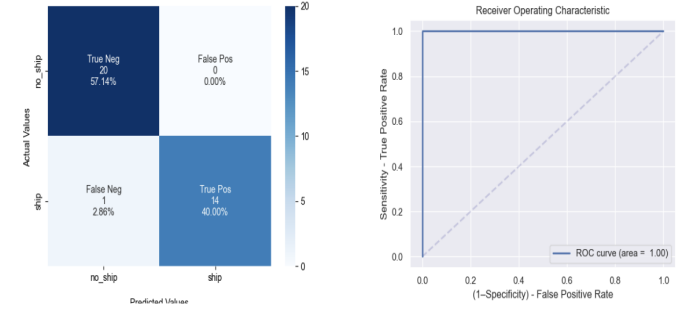 True Neg
20
57.14%
False Pos
0
0.00%
False Neg
1
2.86%
True Pos
14
40.00%
no_ship
ship
Actual Values
no_ship
ship
Predicted Values
20
15
10
5
0
Receiver Operating Characteristic
1.0
0.8
0.6
0.4
0.2
0.0
Sensitivity - True Positive Rate
ROC curve (area = 1.00)
0.0
0.2
0.4
0.6
0.8
1.0
(1–Specificity) - False Positive Rate